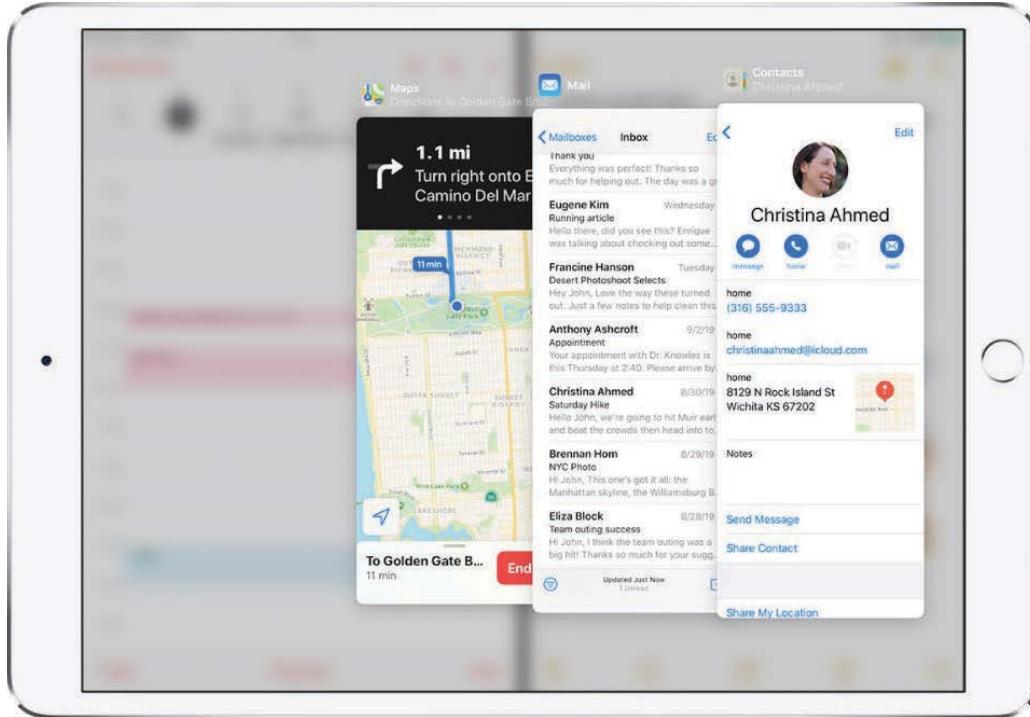 Maps
Directions to Golden Gate B...
1.1 mi
Turn right onto E
Camino Del Mar
11 min
RICHMOND
DISTRICT
OUTER SUNSET
SUNSET
DISTRICT
LAKESHORE
To Golden Gate B...
11 min
End
Mail
Mailboxes
Inbox
Thank you
Everything was perfect! Thanks so
much for helping out. The day was a
Eugene Kim
Wednesday
Running article
Hello there, did you see this? Enrique
was talking about checking out some...
Francine Hanson
Tuesday
Desert Photoshoot Selects
Hey John, Love the way these turned
out. Just a few notes to help clean this
Anthony Ashcroft
9/2/19
Appointment
Your appointment with Dr. Knowles is
this Thursday at 2:40. Please arrive by
Christina Ahmed
8/30/19
Saturday Hike
Hello John, we're going to hit Muir early
and beat the crowds then head into to
Brennan Hom
8/29/19
NYC Photo
Hi John, This one's got it all: the
Manhattan skyline, the Williamsburg B
Eliza Block
8/28/19
Team outing success
Hi John, I think the team outing was a
big hit! Thanks so much for your sugg
Updated Just Now
1 Unread
Contacts
Christina Ahmed
Edit
Christina Ahmed
message
home
mail
home
(316) 555-9333
home
christinaahmed@icloud.com
home
8129 N Rock Island St
Wichita KS 67202
Notes
Send Message
Share Contact
Share My Location